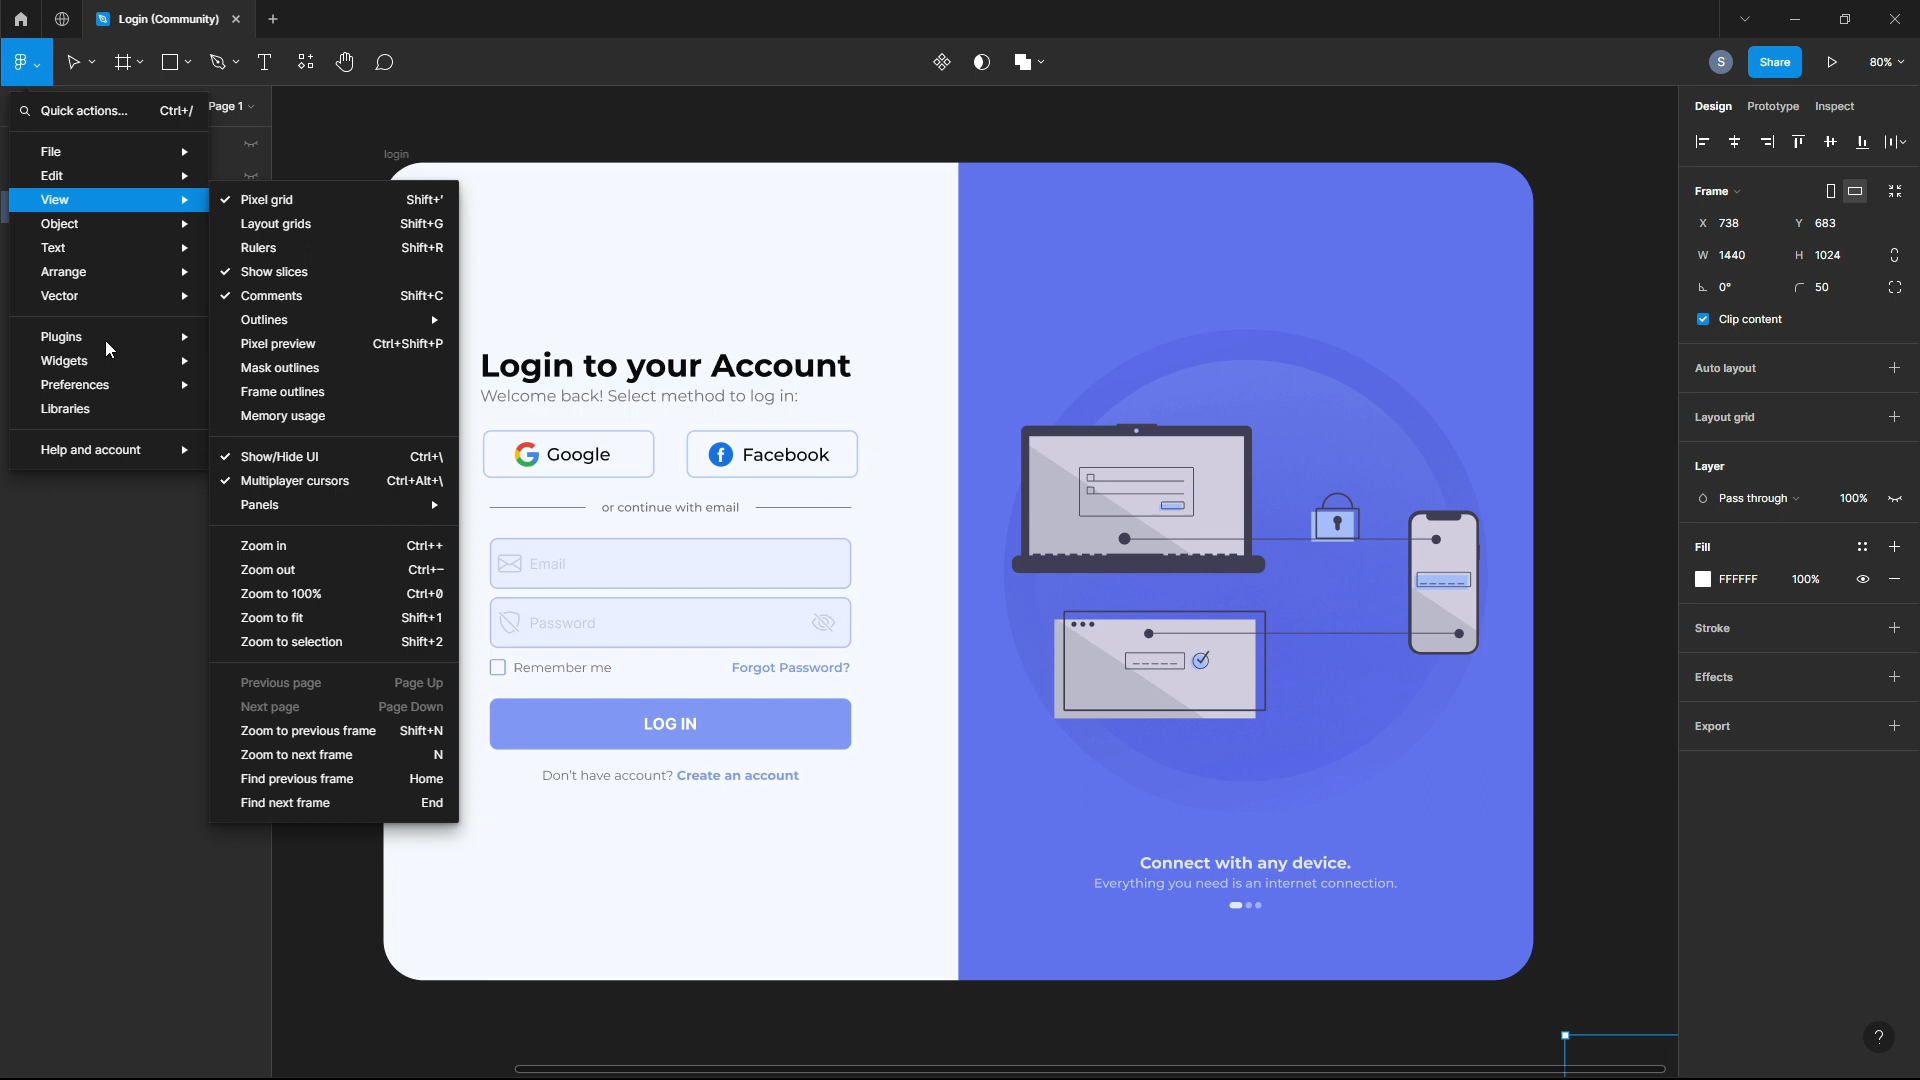 Login (Community)
S
Share
80%
Quick actions... Ctrl+/
Page 1
File
Edit
View
Object
Text
Arrange
Vector
Plugins
Widgets
Preferences
Libraries
Help and account
Pixel grid Shift+'
Layout grids Shift+G
Rulers Shift+R
Show slices
Comments Shift+C
Outlines
Pixel preview Ctrl+Shift+P
Mask outlines
Frame outlines
Memory usage
Show/Hide UI Ctrl+\
Multiplayer cursors Ctrl+Alt+\
Panels
Zoom in Ctrl++
Zoom out Ctrl+-
Zoom to 100% Ctrl+0
Zoom to fit Shift+1
Zoom to selection Shift+2
Previous page Page Up
Next page Page Down
Zoom to previous frame Shift+N
Zoom to next frame N
Find previous frame Home
Find next frame End
login
Login to your Account
Welcome back! Select method to log in:
Google
Facebook
or continue with email
Email
Password
Remember me
Forgot Password?
LOG IN
Don't have account? Create an account
Connect with any device.
Everything you need is an internet connection.
Design Prototype Inspect
Frame
X 738 Y 683
W 1440 H 1024
0° 50
Clip content
Auto layout
Layout grid
Layer
Pass through 100%
Fill
FFFFFF 100%
Stroke
Effects
Export
?